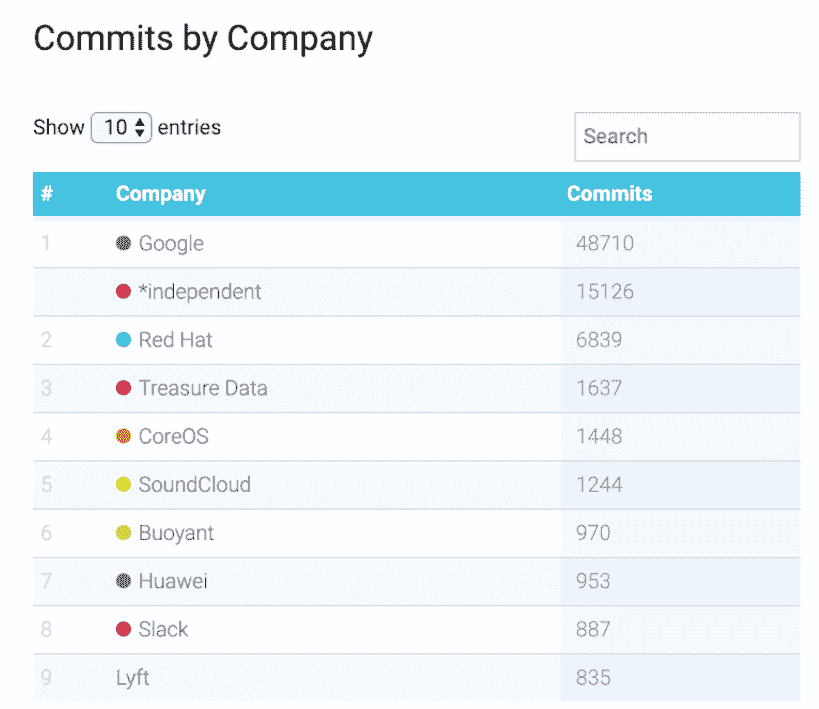 Commits by Company
Show 10 entries
Search
# Company Commits
1 Google 48710
*independent 15126
2 Red Hat 6839
3 Treasure Data 1637
4 CoreOS 1448
5 SoundCloud 1244
6 Buoyant 970
7 Huawei 953
8 Slack 887
9 Lyft 835